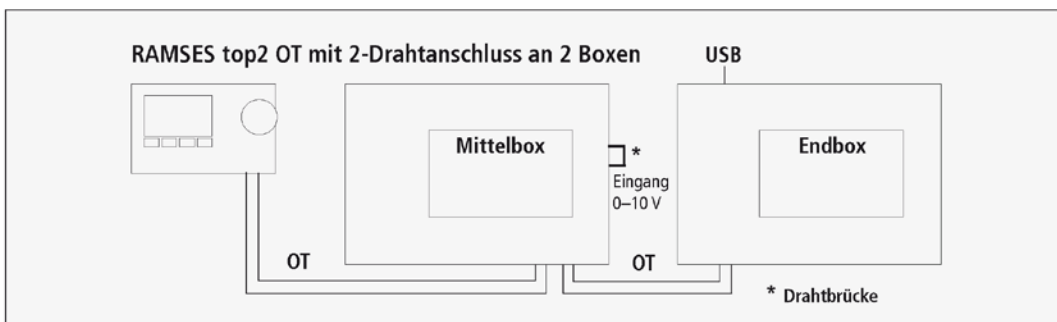 RAMSES top2 OT mit 2-Drahtanschluss an 2 Boxen
USB
Mittelbox
*
Eingang
0–10 V
Endbox
OT
OT
* Drahtbrücke